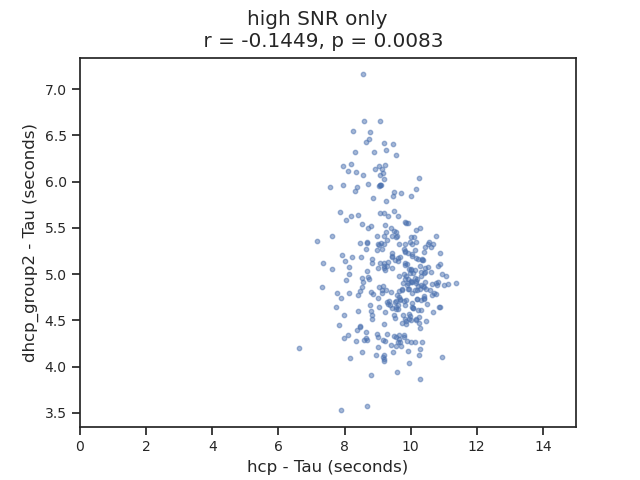 high SNR only
r = -0.1449, p = 0.0083
7.0
6.5
6.0
5.5
5.0
4.5
4.0
3.5
dhcp_group2 - Tau (seconds)
0 2 4 6 8 10 12 14
hcp - Tau (seconds)